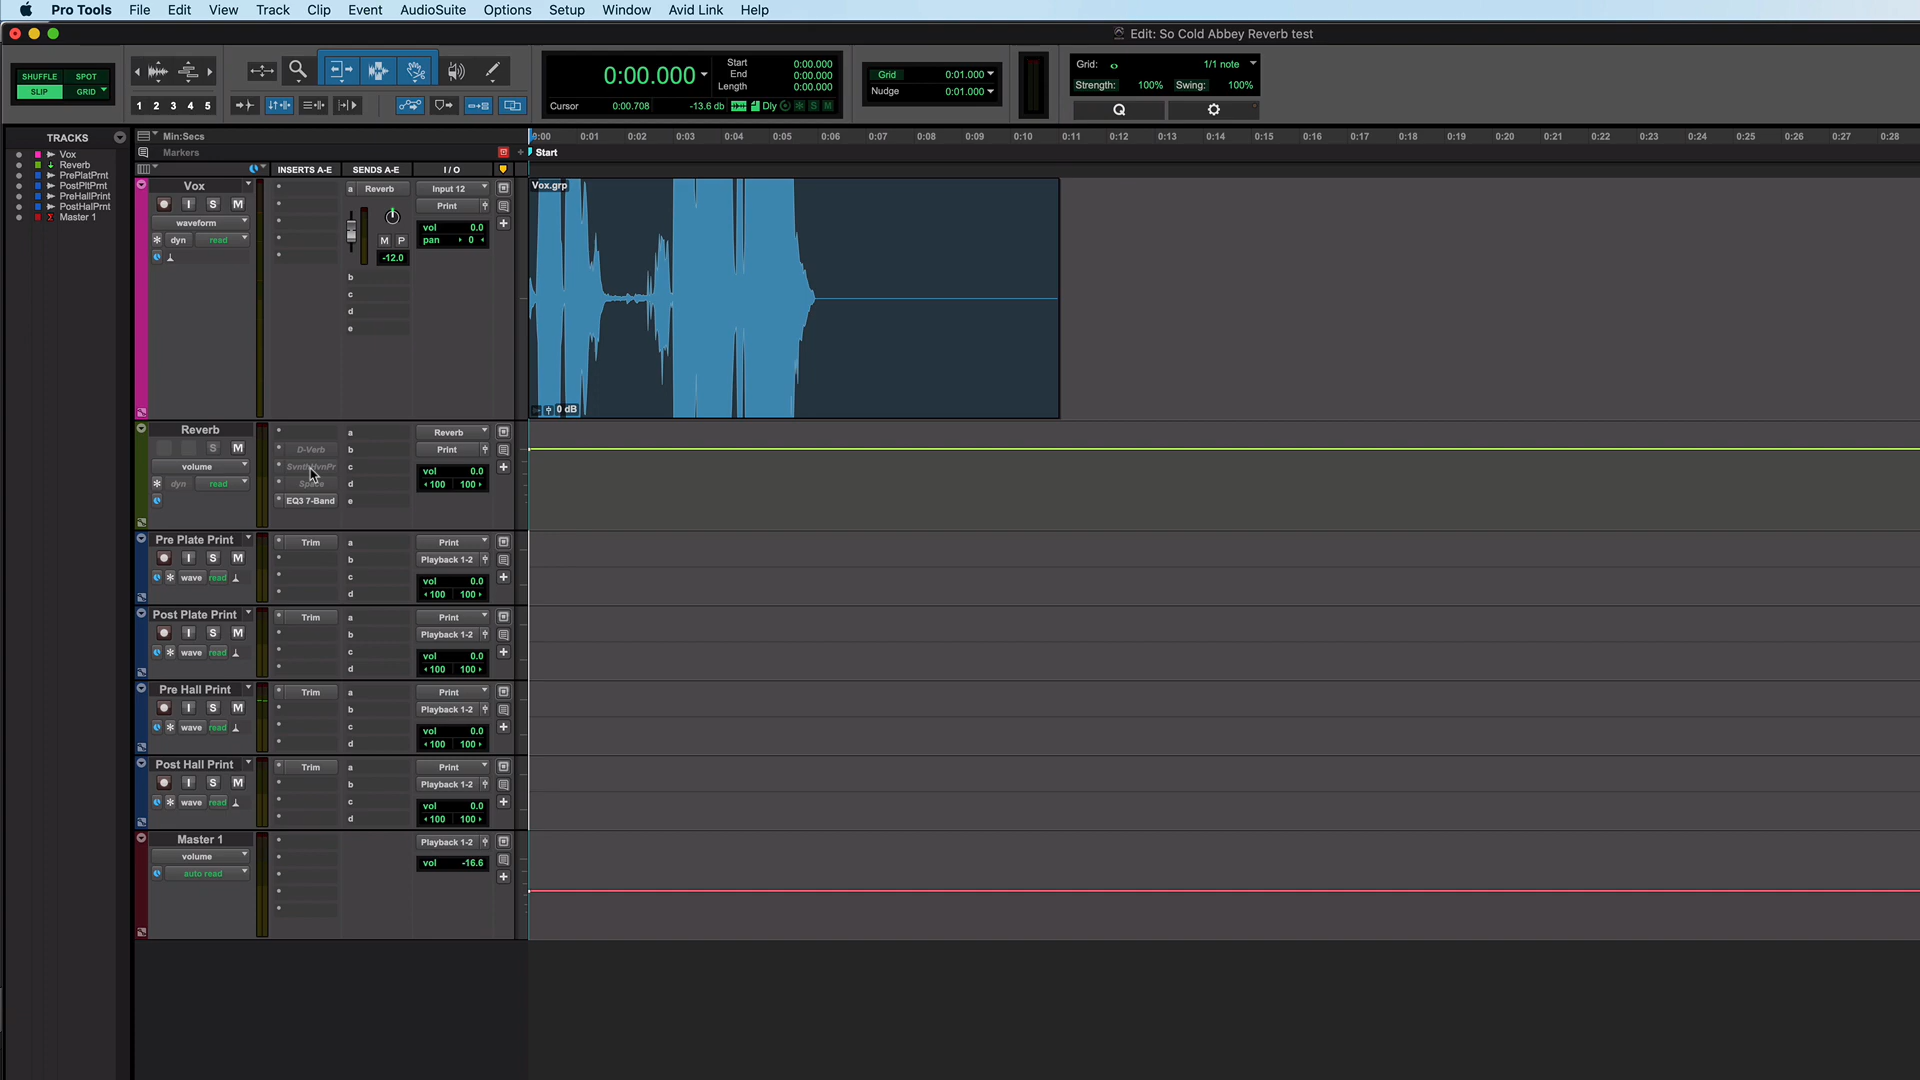 Pro Tools File Edit View Track Clip Event AudioSuite Options Setup Window Avid Link Help
Edit: So Cold Abbey Reverb test
SHUFFLE SPOT
SLIP GRID
1 2 3 4 5
0:00.000
Start 0:00.000
End 0:00.000
Length 0:00.000
Cursor 0:00.708 -13.6 db Dly S M
Grid 0:01.000
Nudge 0:01.000
Grid: 1/1 note
Strength: 100% Swing: 100%
Q
TRACKS
Vox
Reverb
PrePlatPrnt
PostPltPrnt
PreHallPrint
PostHalPrnt
Master 1
Min:Secs
0:00 0:01 0:02 0:03 0:04 0:05 0:06 0:07 0:08 0:09 0:10 0:11 0:12 0:13 0:14 0:15 0:16 0:17 0:18 0:19 0:20 0:21 0:22 0:23 0:24 0:25 0:26 0:27 0:28
Markers
Start
INSERTS A-E SENDS A-E I / O
Vox
I S M
waveform
dyn read
a Reverb
M P
-12.0
b
c
d
e
Input 12
Print
vol 0.0
pan 0
Vox.grp
0 dB
Reverb
S M
volume
dyn read
D-Verb
Space
EQ3 7-Band
a
b
c
d
e
Reverb
Print
vol 0.0
100 100
Pre Plate Print
I S M
wave read
Trim
a
b
c
d
Print
Playback 1-2
vol 0.0
100 100
Post Plate Print
I S M
wave read
Trim
a
b
c
d
Print
Playback 1-2
vol 0.0
100 100
Pre Hall Print
I S M
wave read
Trim
a
b
c
d
Print
Playback 1-2
vol 0.0
100 100
Post Hall Print
I S M
wave read
Trim
a
b
c
d
Print
Playback 1-2
vol 0.0
100 100
Master 1
volume
auto read
Playback 1-2
vol -16.6